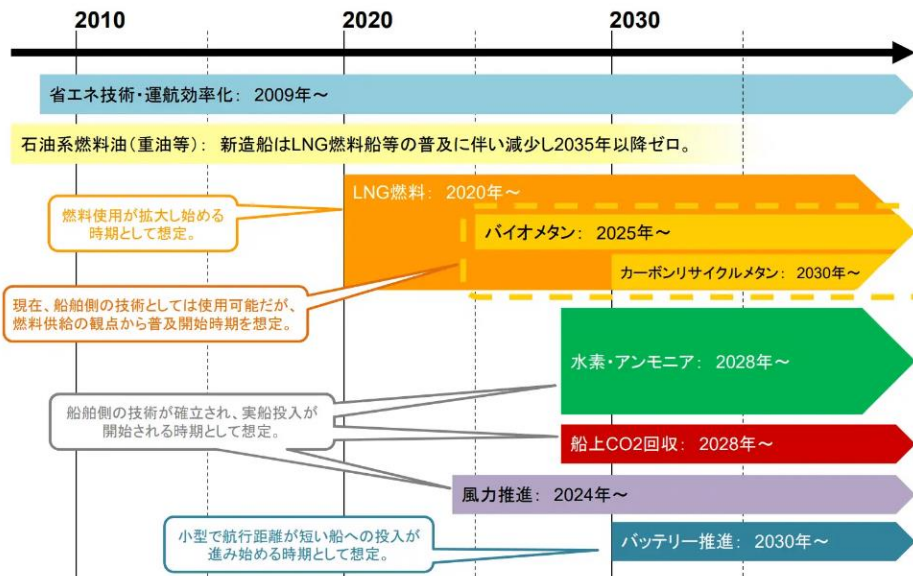 2010
2020
2030
省エネ技術・運航効率化： 2009年～
石油系燃料油（重油等）： 新造船はLNG燃料船等の普及に伴い減少し2035年以降ゼロ。
LNG燃料： 2020年～
燃料使用が拡大し始める
時期として想定。
バイオメタン： 2025年～
カーボンリサイクルメタン： 2030年～
現在、船舶側の技術としては使用可能だが、
燃料供給の観点から普及開始時期を想定。
水素・アンモニア： 2028年～
船舶側の技術が確立され、実船投入が
開始される時期として想定。
船上CO2回収： 2028年～
風力推進： 2024年～
小型で航行距離が短い船への投入が
進み始める時期として想定。
バッテリー推進： 2030年～